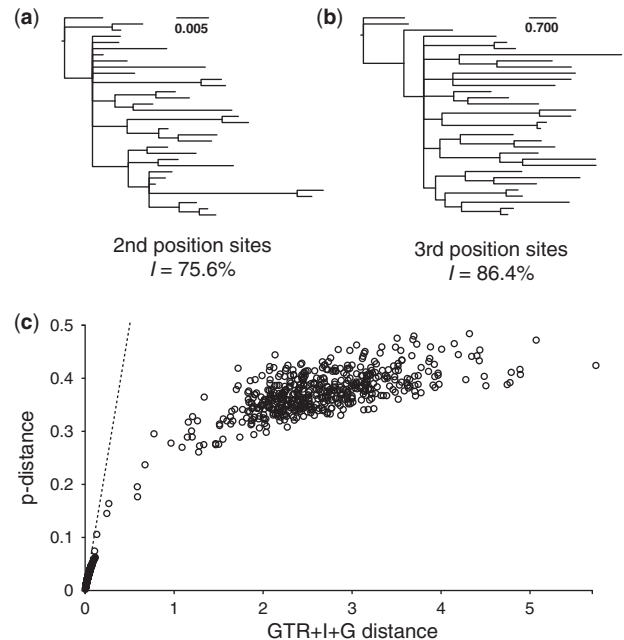 (a)
0.005
(b)
0.700
2nd position sites
I = 75.6%
3rd position sites
I = 86.4%
(c)
0.5
0.4
0.3
0.2
0.1
0
p-distance
0 1 2 3 4 5
GTR+I+G distance